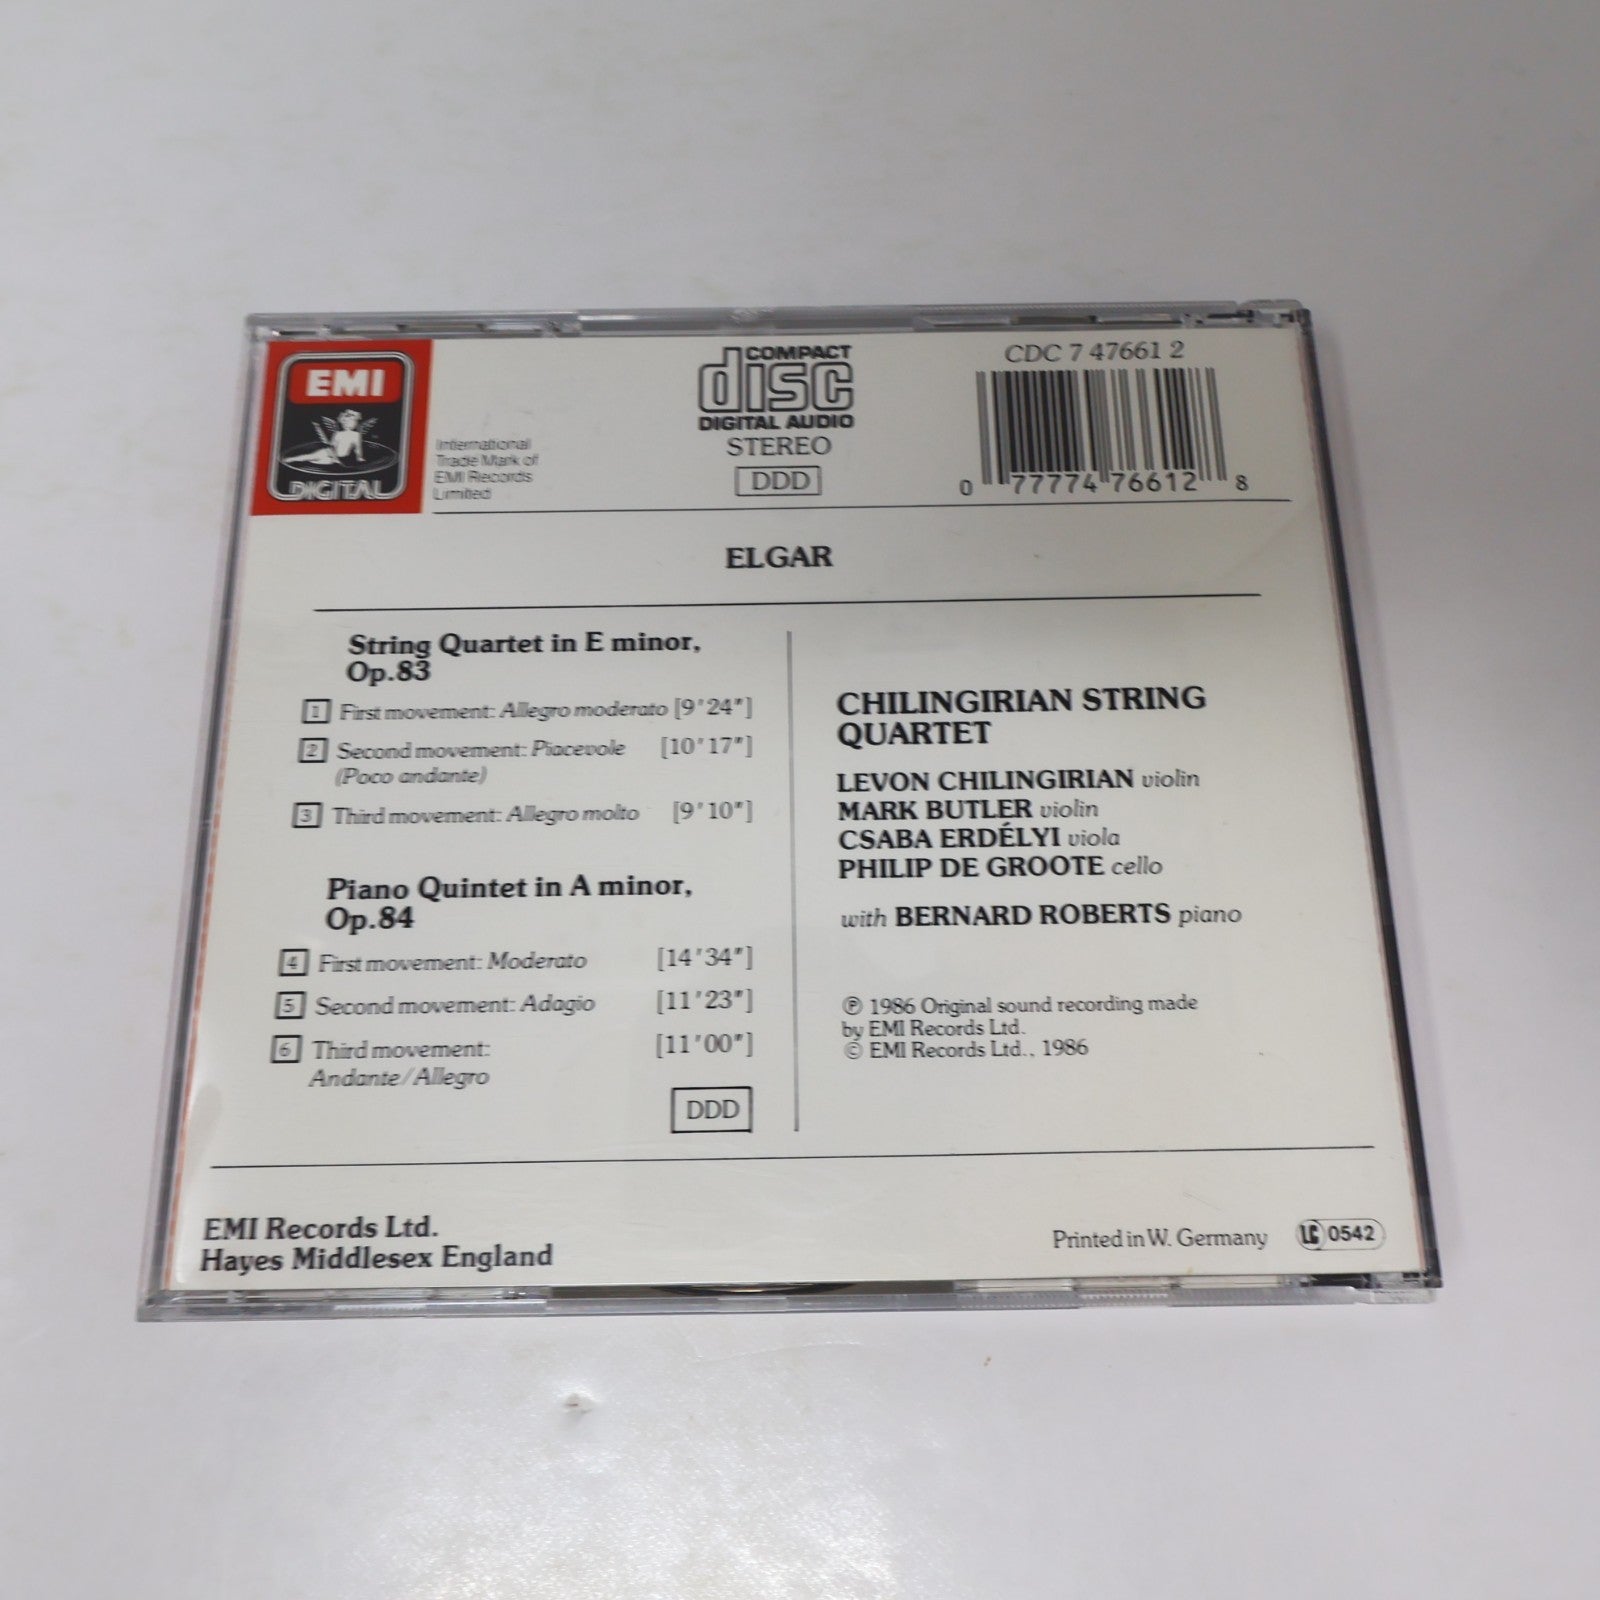 EMI
DIGITAL
International
Trade Mark of
EMI Records
Limited
COMPACT
disc
DIGITAL AUDIO
STEREO
DDD
CDC 7 47661 2
0 77774 76612 8
ELGAR
String Quartet in E minor,
Op.83
1 First movement: Allegro moderato [9'24"]
2 Second movement: Piacevole [10'17"]
(Poco andante)
3 Third movement: Allegro molto [9'10"]
Piano Quintet in A minor,
Op.84
4 First movement: Moderato [14'34"]
5 Second movement: Adagio [11'23"]
6 Third movement: [11'00"]
Andante/Allegro
DDD
CHILINGIRIAN STRING
QUARTET
LEVON CHILINGIRIAN violin
MARK BUTLER violin
CSABA ERDÉLYI viola
PHILIP DE GROOTE cello
with BERNARD ROBERTS piano
℗ 1986 Original sound recording made
by EMI Records Ltd.
© EMI Records Ltd., 1986
EMI Records Ltd.
Hayes Middlesex England
Printed in W. Germany
LC 0542